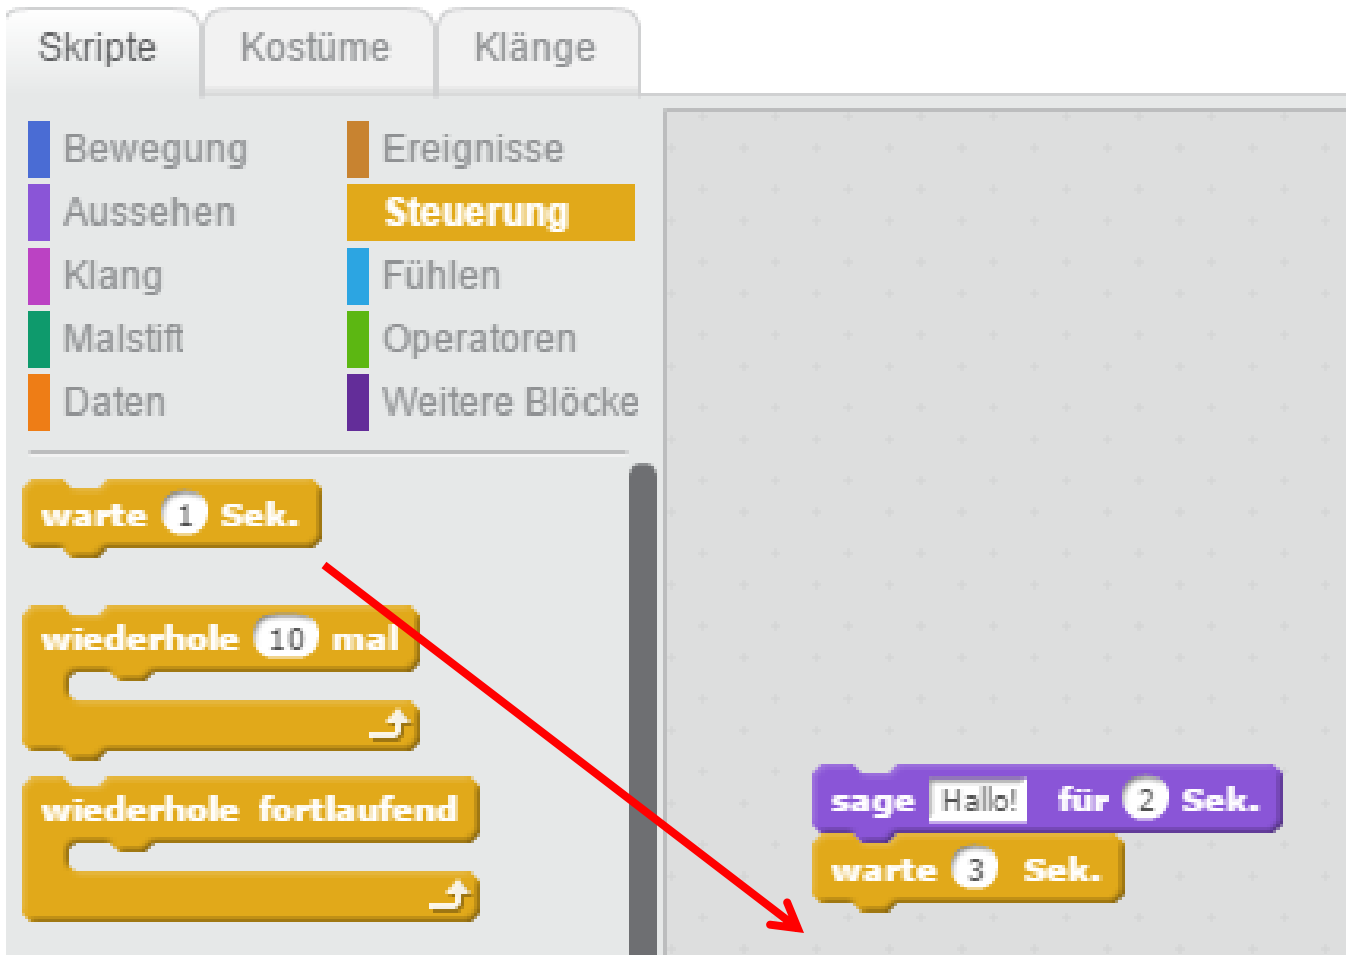 Skripte Kostüme Klänge
Bewegung Ereignisse
Aussehen Steuerung
Klang Fühlen
Malstift Operatoren
Daten Weitere Blöcke
warte 1 Sek.
wiederhole 10 mal
wiederhole fortlaufend
sage Hallo! für 2 Sek.
warte 3 Sek.